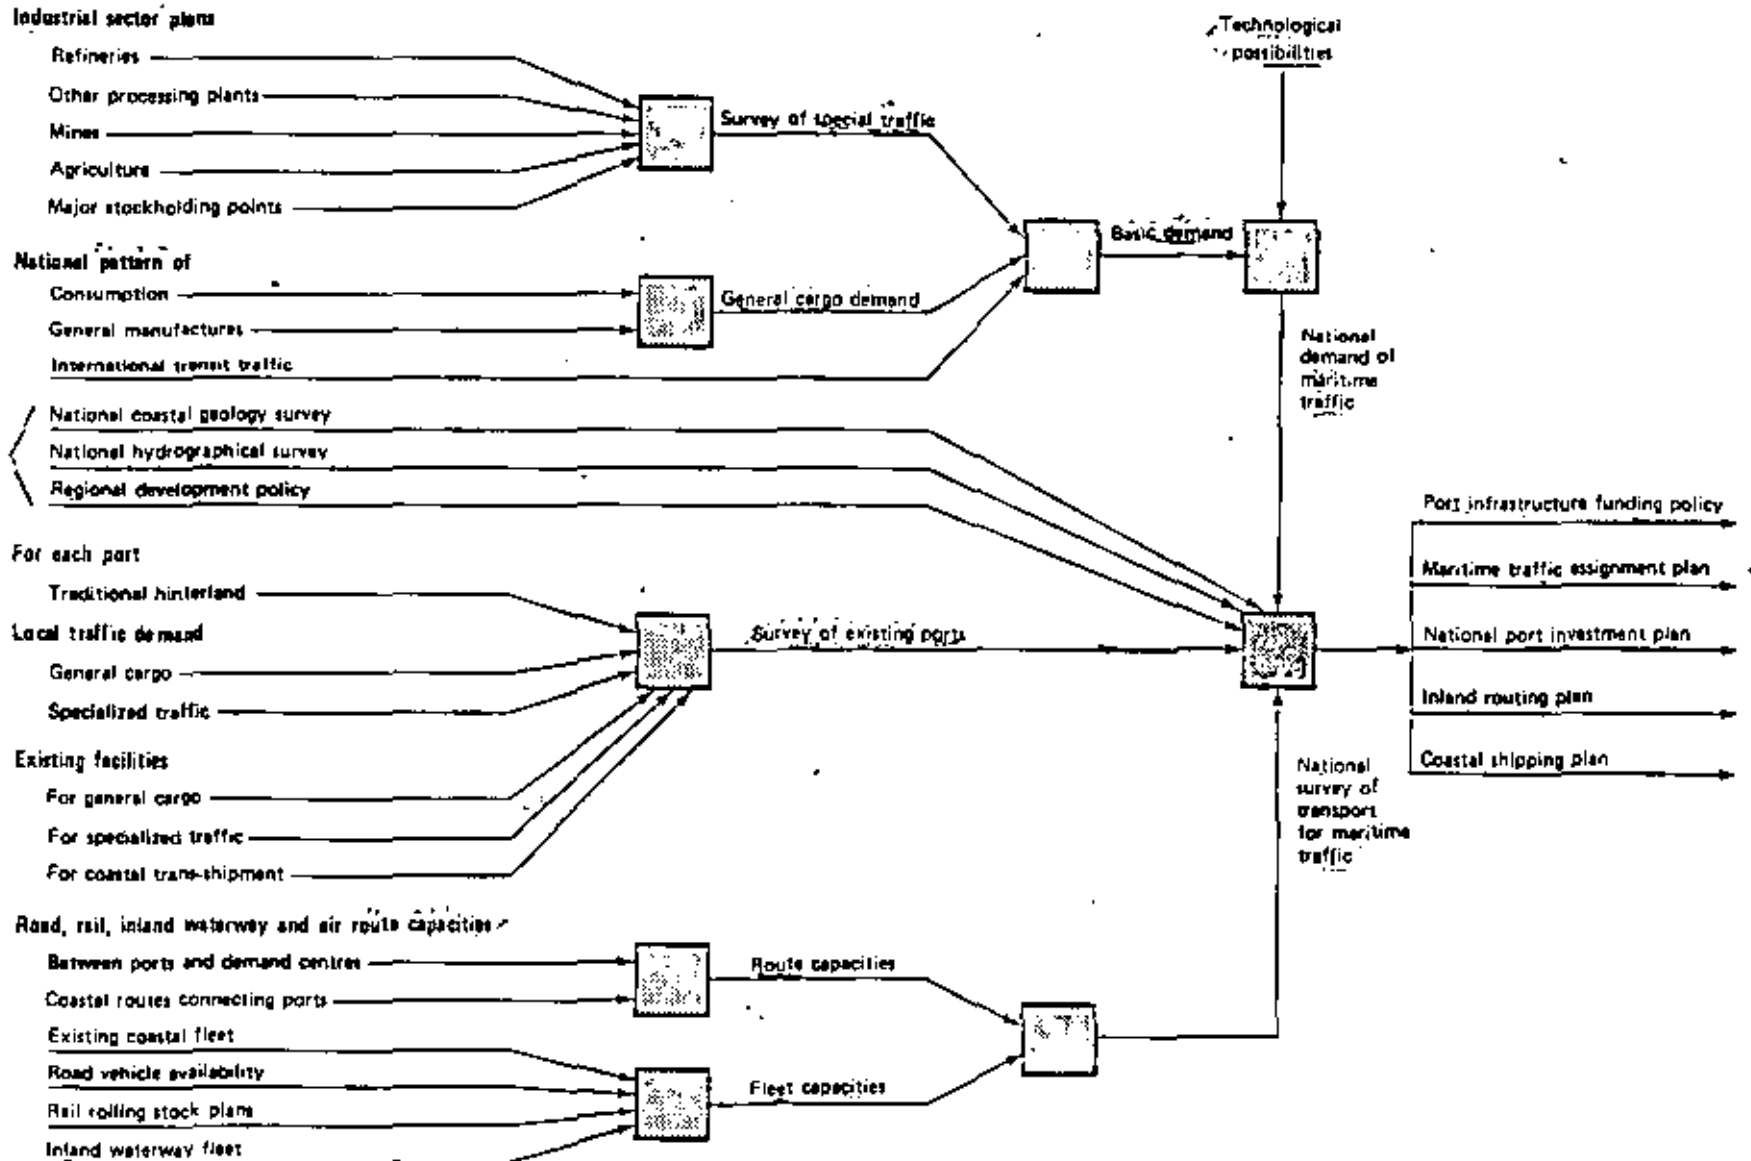 Industrial sector plans
Refineries
Other processing plants
Mines
Agriculture
Major stockholding points
Survey of special traffic
Technological
possibilities
National pattern of
Consumption
General manufactures
International transit traffic
General cargo demand
Basic demand
National
demand of
maritime
traffic
National coastal geology survey
National hydrographical survey
Regional development policy
For each port
Traditional hinterland
Local traffic demand
General cargo
Specialized traffic
Survey of existing ports
Existing facilities
For general cargo
For specialized traffic
For coastal trans-shipment
Port infrastructure funding policy
Maritime traffic assignment plan
National port investment plan
Inland routing plan
Coastal shipping plan
National
survey of
transport
for maritime
traffic
Road, rail, inland waterway and air route capacities
Between ports and demand centres
Coastal routes connecting ports
Route capacities
Existing coastal fleet
Road vehicle availability
Rail rolling stock plans
Inland waterway fleet
Fleet capacities